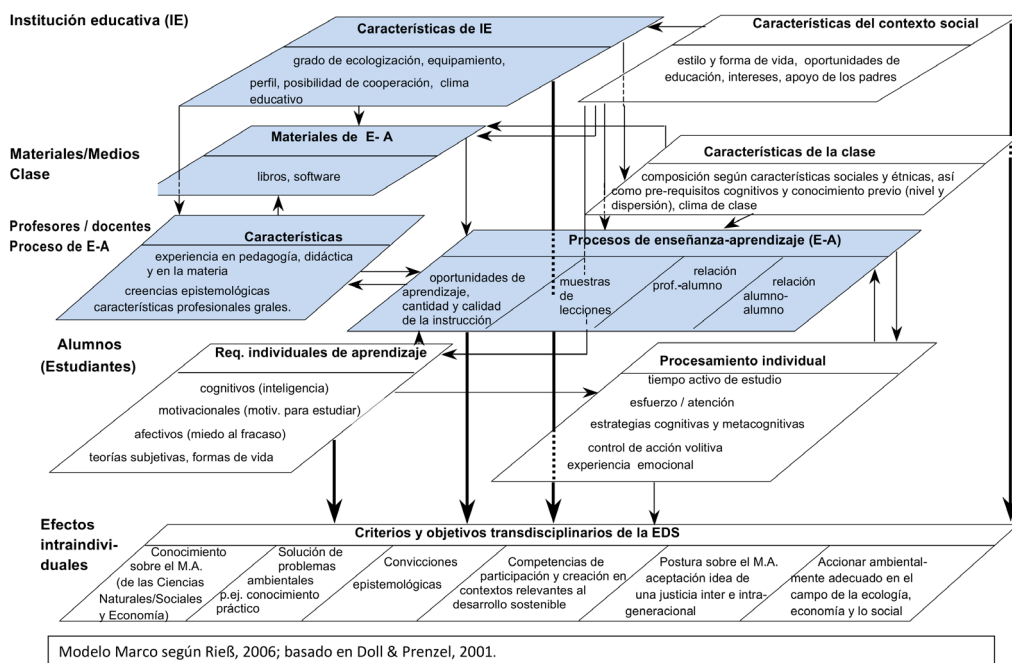 Institución educativa (IE)
Características de IE
grado de ecologización, equipamiento,
perfil, posibilidad de cooperación, clima
educativo
Características del contexto social
estilo y forma de vida, oportunidades de
educación, intereses, apoyo de los padres
Materiales/Medios
Clase
Materiales de E- A
libros, software
Características de la clase
composición según características sociales y étnicas, así
como pre-requisitos cognitivos y conocimiento previo (nivel y
dispersión), clima de clase
Profesores / docentes
Proceso de E-A
Características
experiencia en pedagogía, didáctica
y en la materia
creencias epistemológicas
características profesionales grales.
Procesos de enseñanza-aprendizaje (E-A)
oportunidades de
aprendizaje,
cantidad y calidad
de la instrucción
muestras
de
lecciones
relación
prof.-alumno
relación
alumno-
alumno
Alumnos
(Estudiantes)
Req. individuales de aprendizaje
cognitivos (inteligencia)
motivacionales (motiv. para estudiar)
afectivos (miedo al fracaso)
teorías subjetivas, formas de vida
Procesamiento individual
tiempo activo de estudio
esfuerzo / atención
estrategias cognitivas y metacognitivas
control de acción volitiva
experiencia emocional
Efectos
intraindivi-
duales
Criterios y objetivos transdisciplinarios de la EDS
Conocimiento
sobre el M.A.
(de las Ciencias
Naturales/Sociales
y Economía)
Solución de
problemas
ambientales
p.ej. conocimiento
práctico
Convicciones
epistemológicas
Competencias de
participación y creación en
contextos relevantes al
desarrollo sostenible
Postura sobre el M.A.
aceptación idea de
una justicia inter e intra-
generacional
Accionar ambiental-
mente adecuado en el
campo de la ecología,
economía y lo social
Modelo Marco según Rieß, 2006; basado en Doll & Prenzel, 2001.